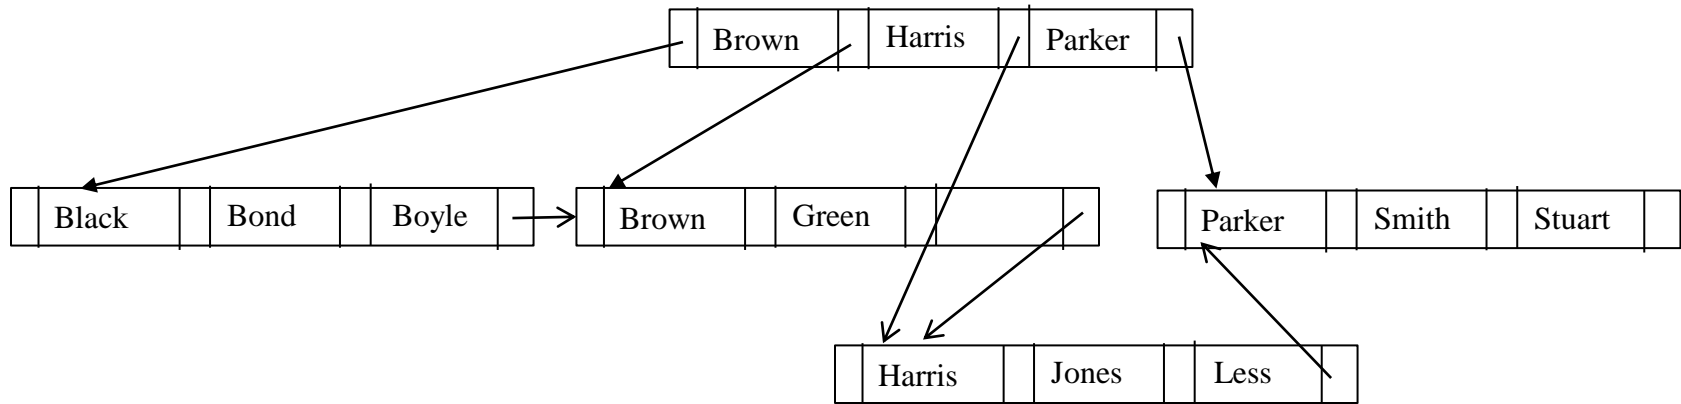 Brown Harris Parker
Black Bond Boyle Brown Green Parker Smith Stuart
Harris Jones Less